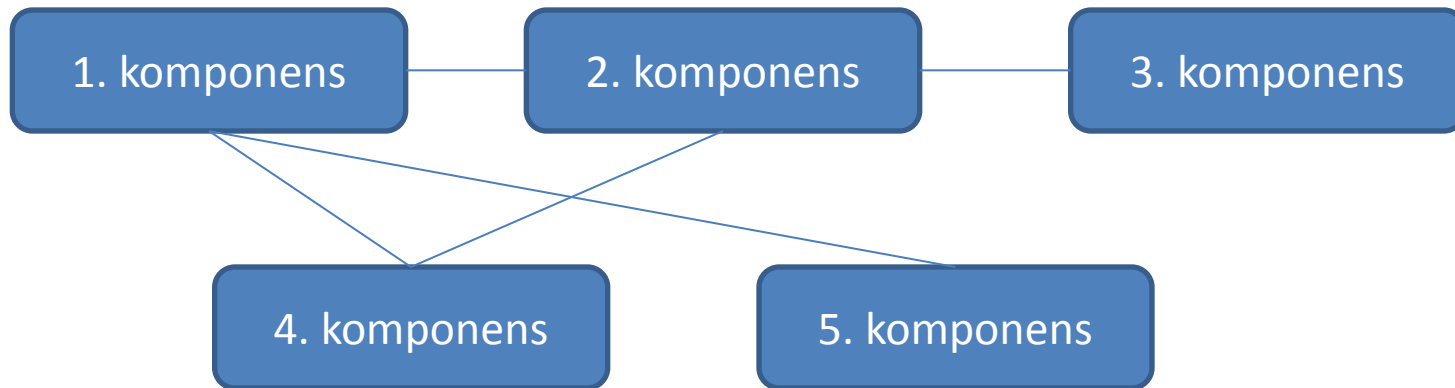 1. komponens
2. komponens
3. komponens
4. komponens
5. komponens